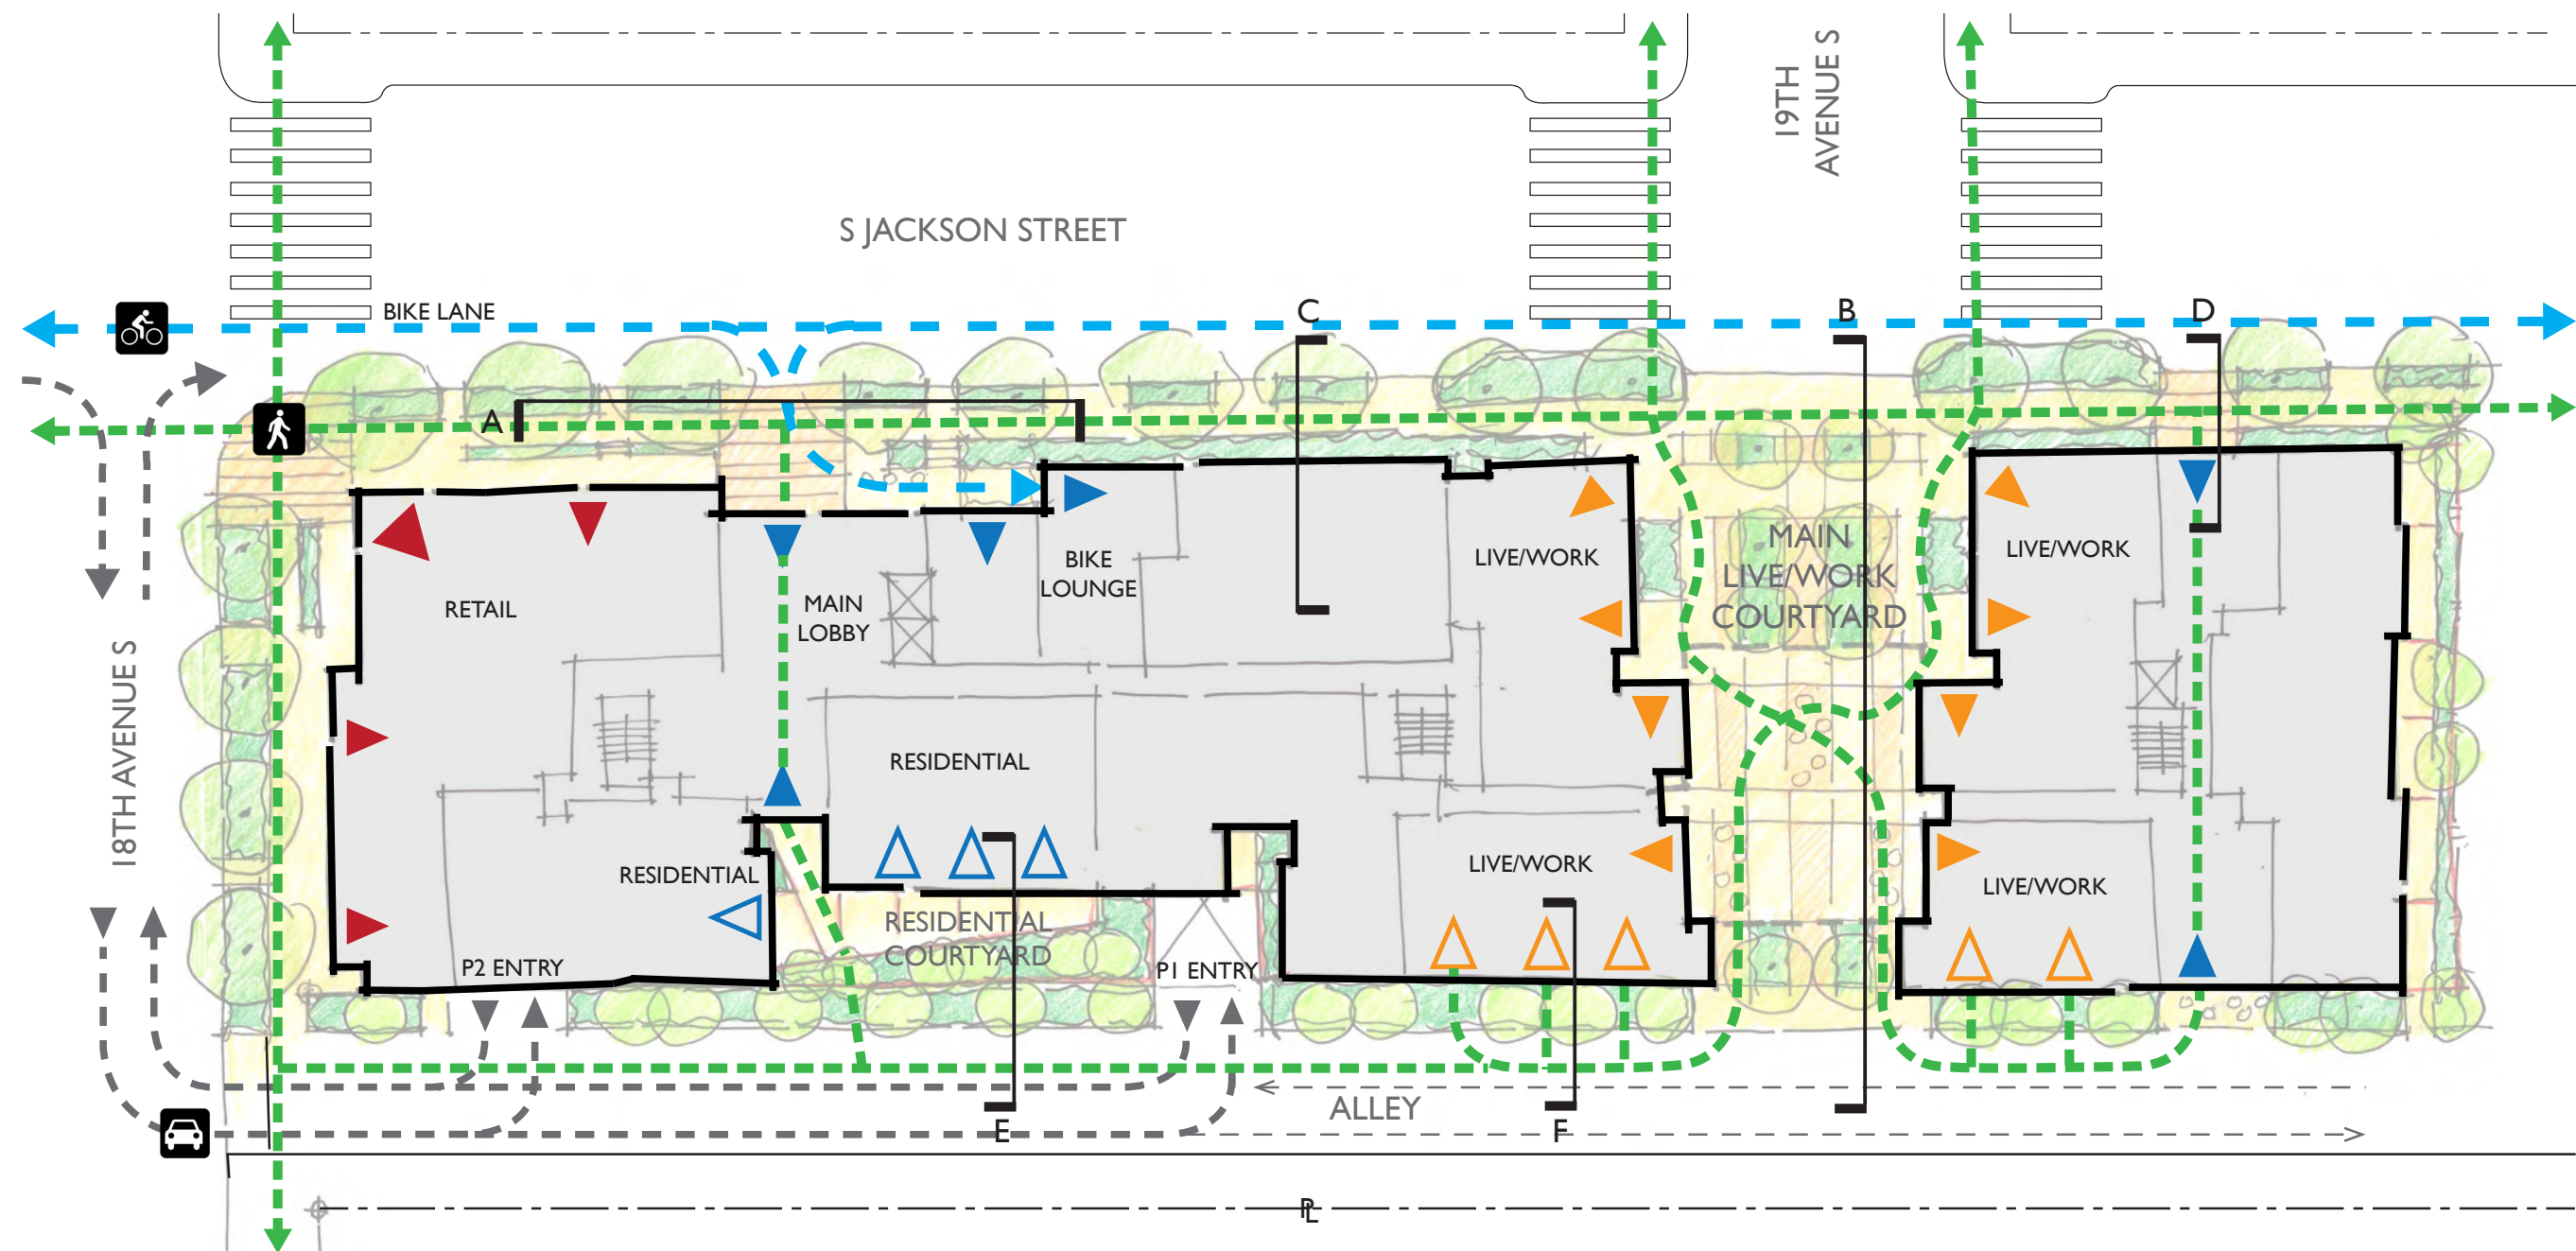 19TH
AVENUE S
S JACKSON STREET
BIKE LANE
C
B
D
A
MAIN
LIVE/WORK
COURTYARD
LIVE/WORK
LIVE/WORK
BIKE
LOUNGE
RETAIL
MAIN
LOBBY
18TH AVENUE S
RESIDENTIAL
RESIDENTIAL
LIVE/WORK
LIVE/WORK
RESIDENTIAL
COURTYARD
P2 ENTRY
P1 ENTRY
ALLEY
E
F
PL